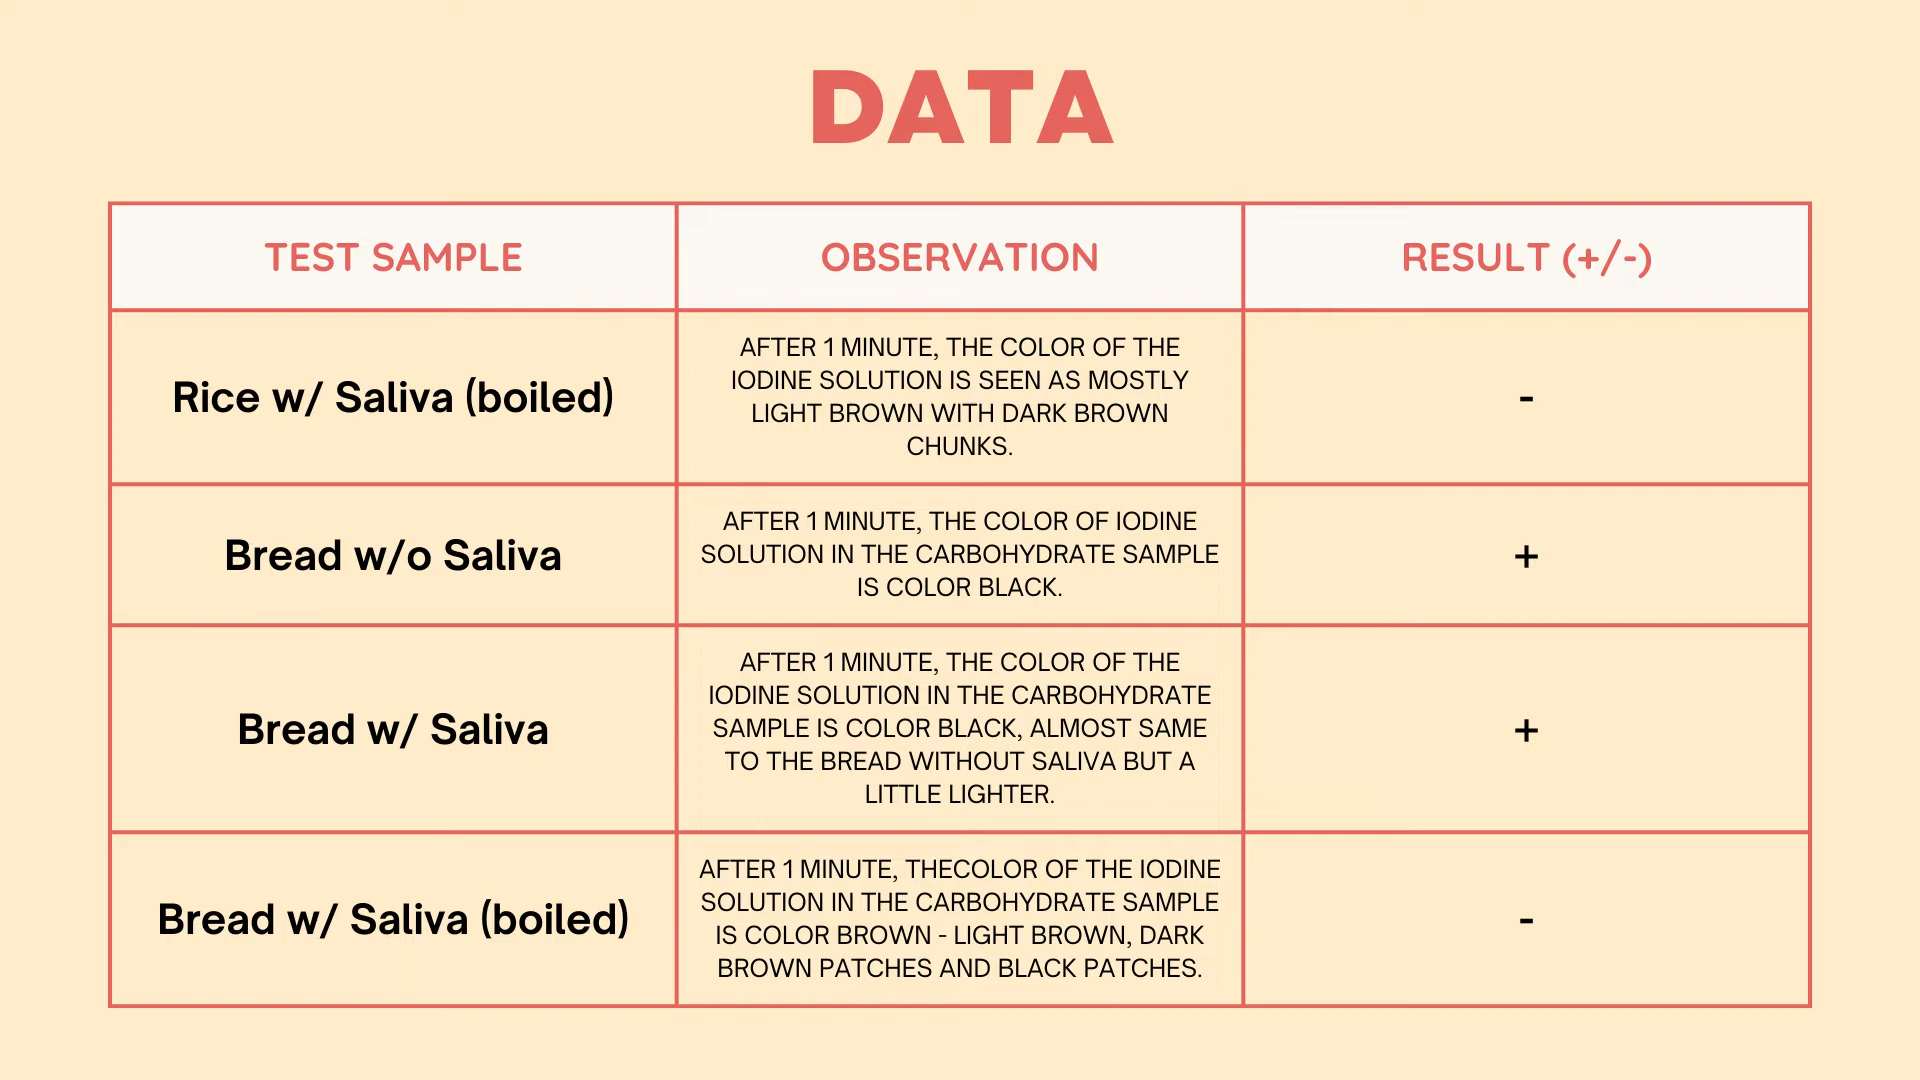 DATA
TEST SAMPLE
OBSERVATION
RESULT (+/-)
Rice w/ Saliva (boiled)
AFTER 1 MINUTE, THE COLOR OF THE
IODINE SOLUTION IS SEEN AS MOSTLY
LIGHT BROWN WITH DARK BROWN
CHUNKS.
-
Bread w/o Saliva
AFTER 1 MINUTE, THE COLOR OF IODINE
SOLUTION IN THE CARBOHYDRATE SAMPLE
IS COLOR BLACK.
+
Bread w/ Saliva
AFTER 1 MINUTE, THE COLOR OF THE
IODINE SOLUTION IN THE CARBOHYDRATE
SAMPLE IS COLOR BLACK, ALMOST SAME
TO THE BREAD WITHOUT SALIVA BUT A
LITTLE LIGHTER.
+
Bread w/ Saliva (boiled)
AFTER 1 MINUTE, THECOLOR OF THE IODINE
SOLUTION IN THE CARBOHYDRATE SAMPLE
IS COLOR BROWN - LIGHT BROWN, DARK
BROWN PATCHES AND BLACK PATCHES.
-